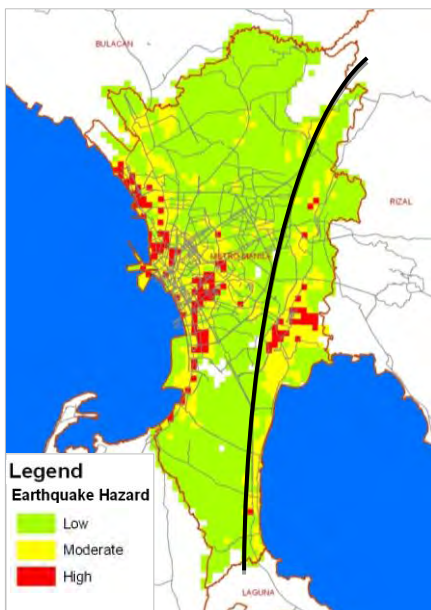 BULACAN
RIZAL
METRO MANILA
Legend
Earthquake Hazard
Low
Moderate
High
LAGUNA